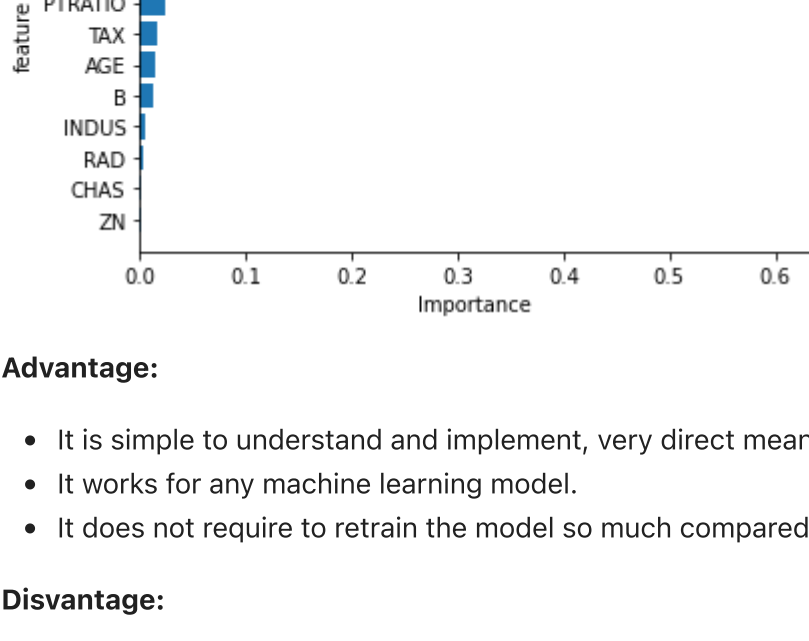 feature
PTRATIO
TAX
AGE
B
INDUS
RAD
CHAS
ZN
0.0 0.1 0.2 0.3 0.4 0.5 0.6
Importance
Advantage:
It is simple to understand and implement, very direct
It works for any machine learning model.
It does not require to retrain the model so much compared
Disvantage: